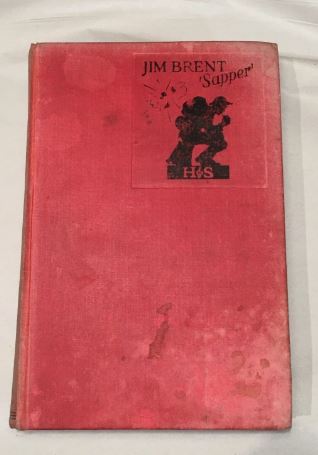 JIM BRENT
'Sapper'
H&S